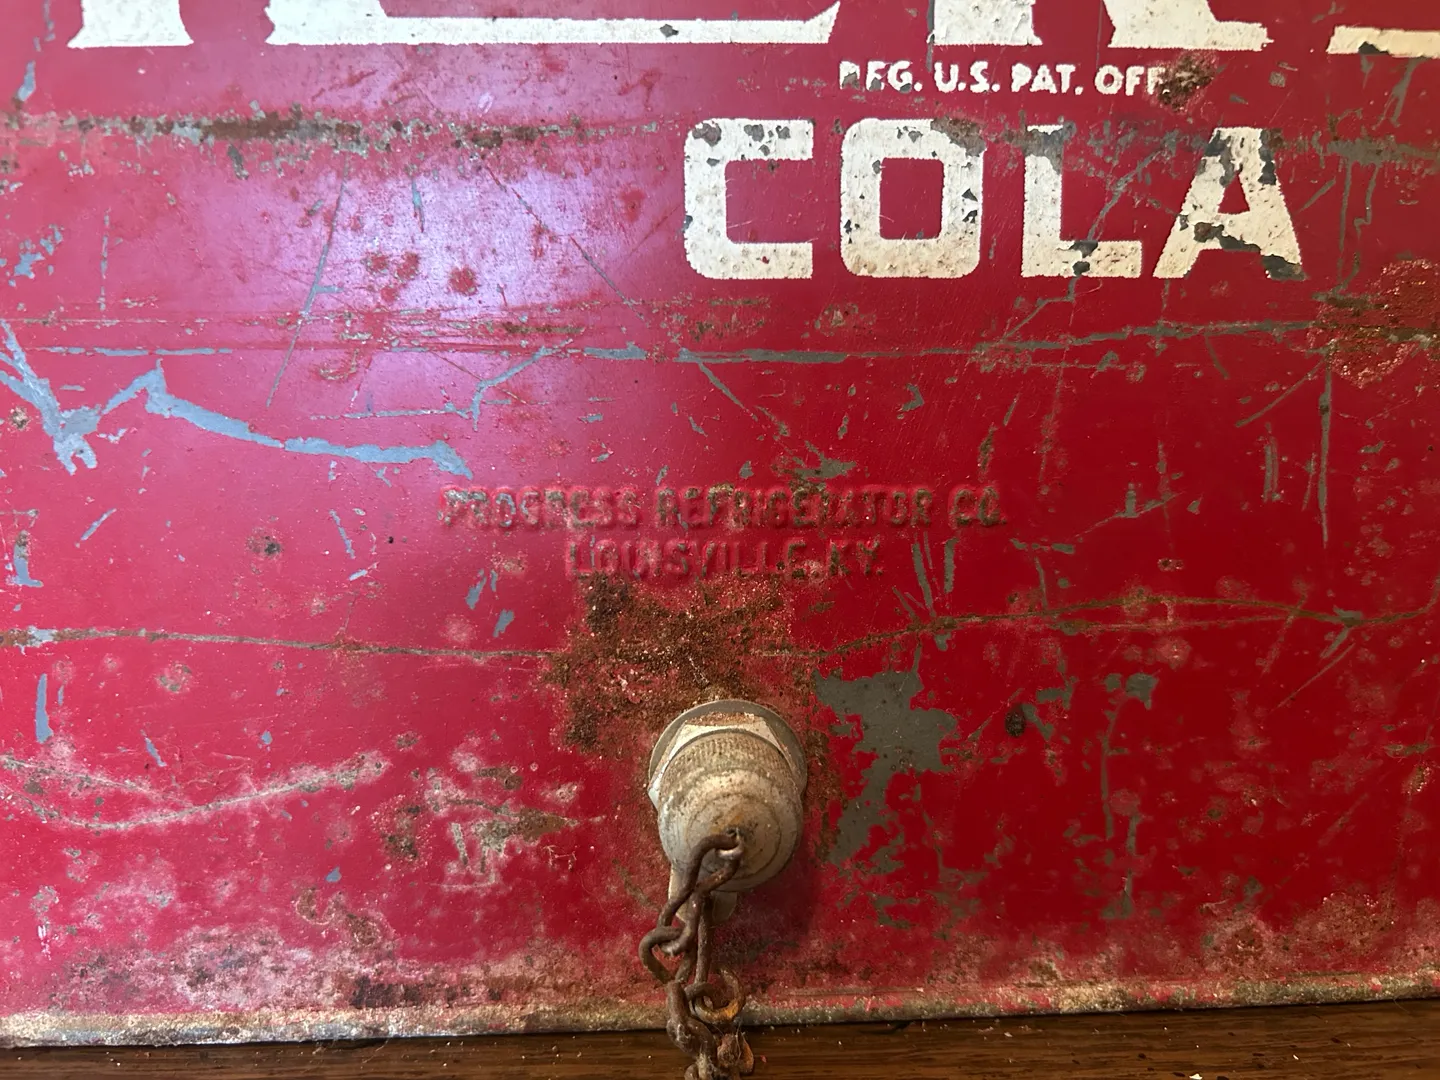 REG. U.S. PAT. OFF.
COLA
PROGRESS REFRIGERATOR CO.
LOUISVILLE, KY.